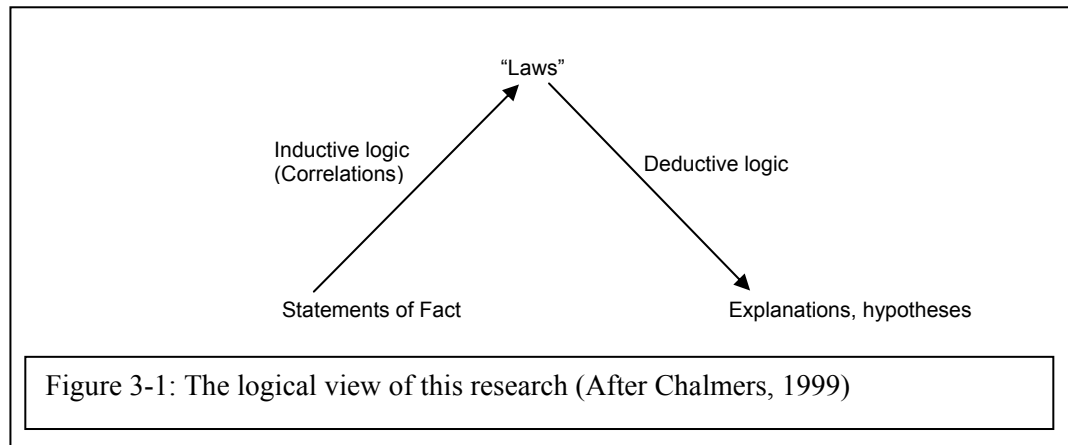 “Laws”
Inductive logic
(Correlations)
Deductive logic
Statements of Fact
Explanations, hypotheses
Figure 3-1: The logical view of this research (After Chalmers, 1999)